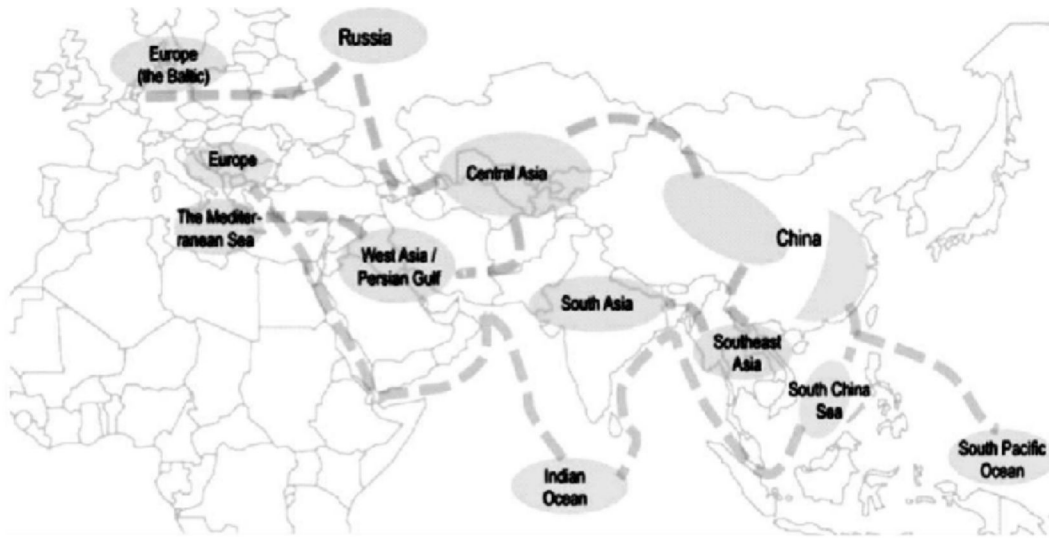 Russia
Europe
(the Baltic)
Europe
Central Asia
The Mediter-
ranean Sea
China
West Asia /
Persian Gulf
South Asia
Southeast
Asia
South China
Sea
South Pacific
Ocean
Indian
Ocean